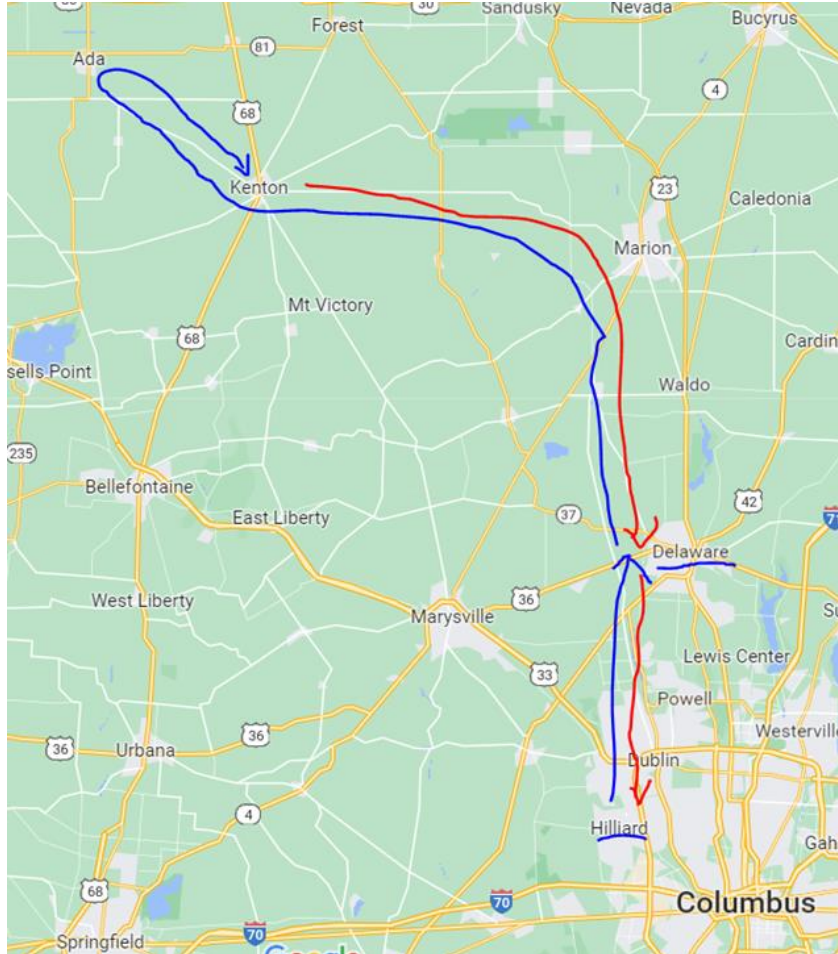 Forest
30
Sandusky
Nevada
Bucyrus
Ada
81
4
68
Kenton
23
Caledonia
Marion
Mt Victory
68
sells Point
Cardin
Waldo
235
Bellefontaine
42
37
East Liberty
Delaware
West Liberty
36
Marysville
Lewis Center
33
Powell
36
36
Urbana
Westerville
Dublin
4
Hilliard
Gah
68
70
Columbus
70
Springfield
Google